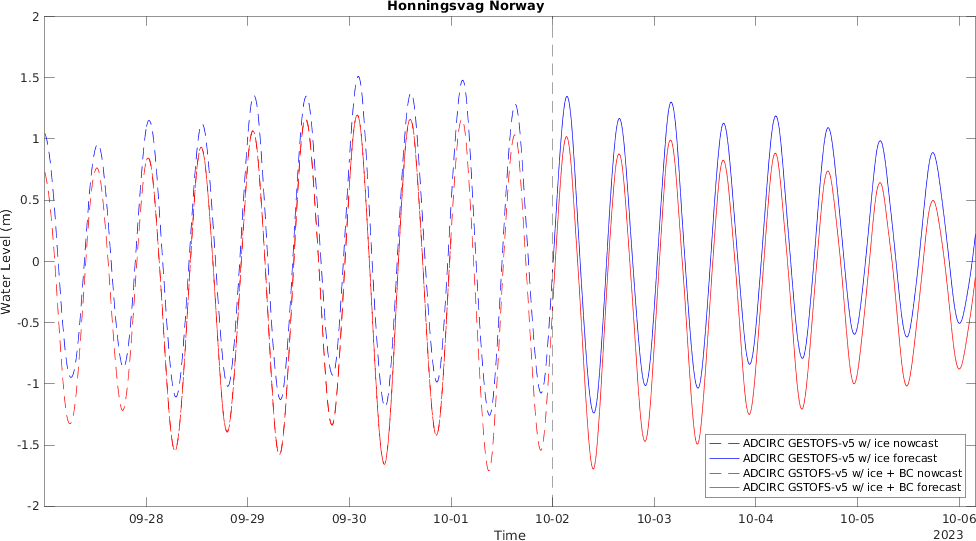 Honningsvag Norway
2
1.5
1
0.5
0
-0.5
-1
-1.5
-2
Water Level (m)
ADCIRC GESTOFS-v5 w/ ice nowcast
ADCIRC GESTOFS-v5 w/ ice forecast
ADCIRC GSTOFS-v5 w/ ice + BC nowcast
ADCIRC GSTOFS-v5 w/ ice + BC forecast
09-28 09-29 09-30 10-01 10-02 10-03 10-04 10-05 10-06
Time
2023